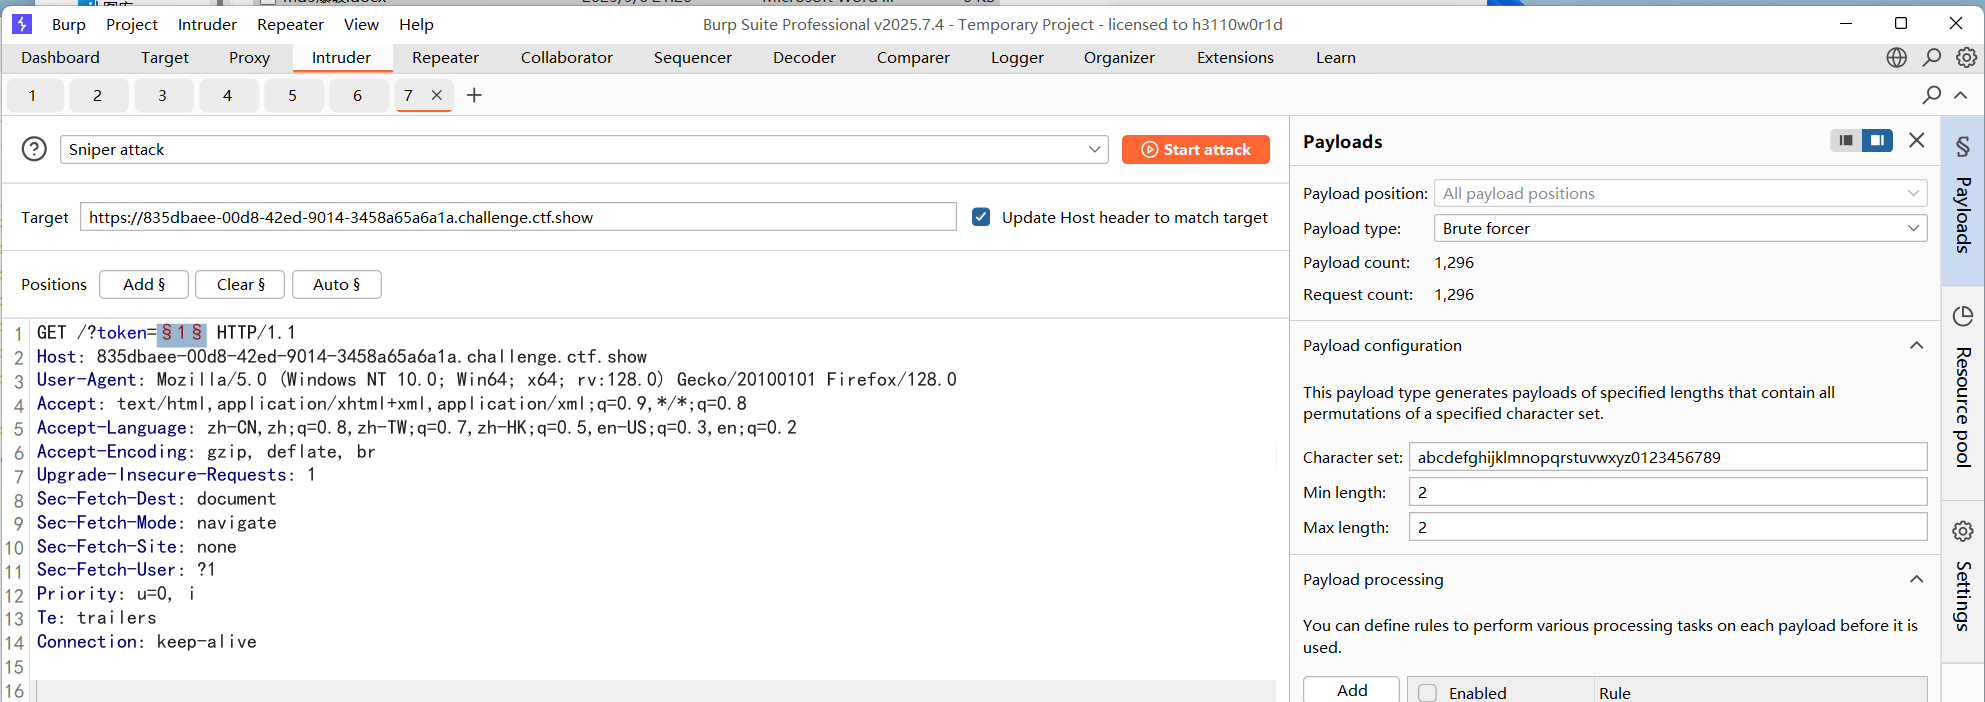 Burp Project Intruder Repeater View Help Burp Suite Professional v2025.7.4 - Temporary Project - licensed to h3110w0r1d
Dashboard Target Proxy Intruder Repeater Collaborator Sequencer Decoder Comparer Logger Organizer Extensions Learn
1 2 3 4 5 6 7 × +
Sniper attack
Start attack
Target https://835dbaee-00d8-42ed-9014-3458a65a6a1a.challenge.ctf.show Update Host header to match target
Positions Add § Clear § Auto §
1 GET /?token=§1§ HTTP/1.1
2 Host: 835dbaee-00d8-42ed-9014-3458a65a6a1a.challenge.ctf.show
3 User-Agent: Mozilla/5.0 (Windows NT 10.0; Win64; x64; rv:128.0) Gecko/20100101 Firefox/128.0
4 Accept: text/html,application/xhtml+xml,application/xml;q=0.9,*/*;q=0.8
5 Accept-Language: zh-CN,zh;q=0.8,zh-TW;q=0.7,zh-HK;q=0.5,en-US;q=0.3,en;q=0.2
6 Accept-Encoding: gzip, deflate, br
7 Upgrade-Insecure-Requests: 1
8 Sec-Fetch-Dest: document
9 Sec-Fetch-Mode: navigate
10 Sec-Fetch-Site: none
11 Sec-Fetch-User: ?1
12 Priority: u=0, i
13 Te: trailers
14 Connection: keep-alive
15
16
Payloads
Payload position: All payload positions
Payload type: Brute forcer
Payload count: 1,296
Request count: 1,296
Payload configuration
This payload type generates payloads of specified lengths that contain all
permutations of a specified character set.
Character set: abcdefghijklmnopqrstuvwxyz0123456789
Min length: 2
Max length: 2
Payload processing
You can define rules to perform various processing tasks on each payload before it is
used.
Add Enabled Rule
§ Payloads
Resource pool
Settings